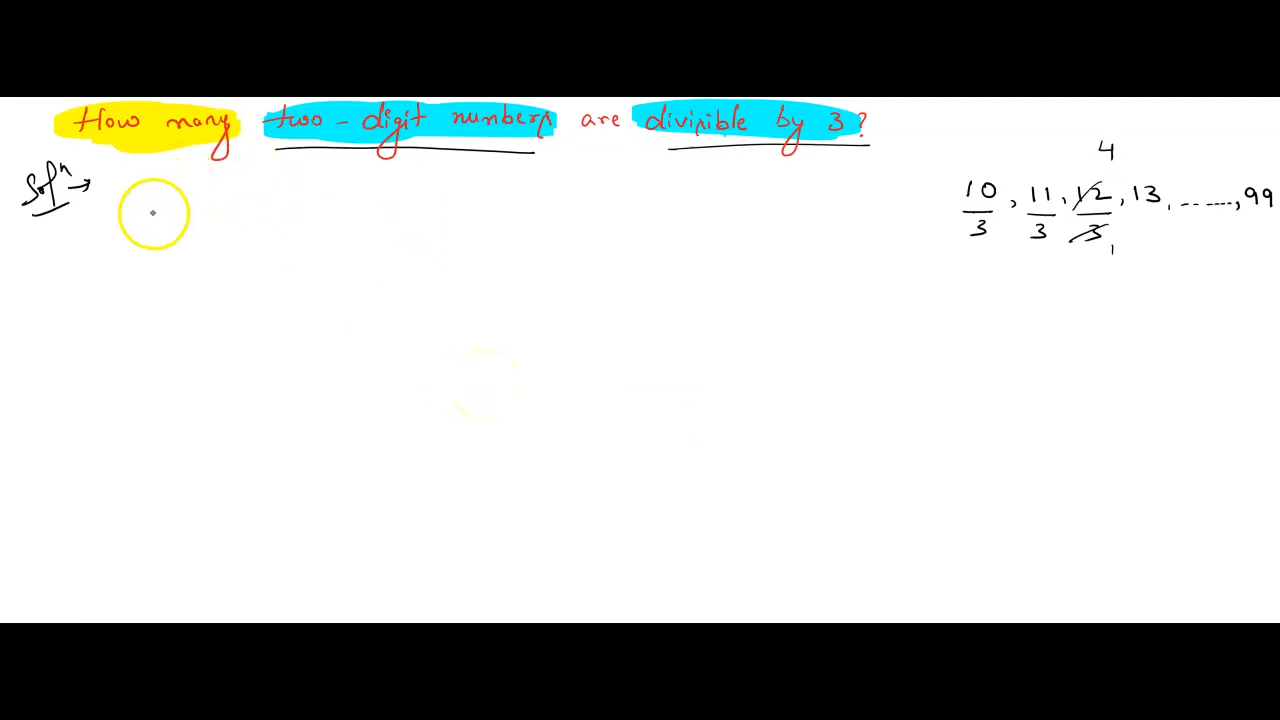 How many two-digit numbers are divisible by 3?
Solⁿ→
4
10/3, 11/3, 12/3, 13, ......., 99
1